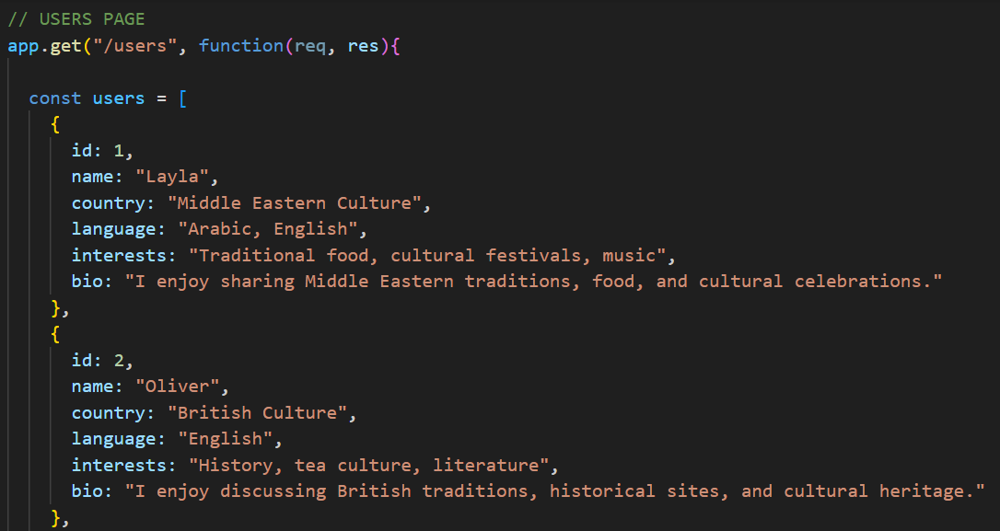 // USERS PAGE
app.get("/users", function(req, res){
const users = [
{
id: 1,
name: "Layla",
country: "Middle Eastern Culture",
language: "Arabic, English",
interests: "Traditional food, cultural festivals, music",
bio: "I enjoy sharing Middle Eastern traditions, food, and cultural celebrations."
},
{
id: 2,
name: "Oliver",
country: "British Culture",
language: "English",
interests: "History, tea culture, literature",
bio: "I enjoy discussing British traditions, historical sites, and cultural heritage."
},